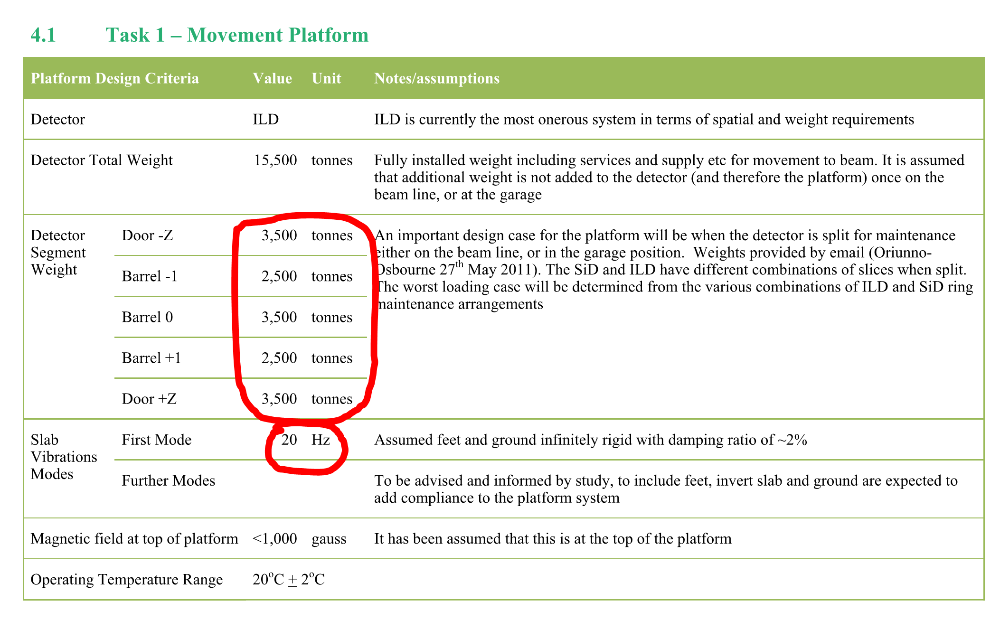 4.1 Task 1 – Movement Platform
Platform Design Criteria Value Unit Notes/assumptions
Detector ILD ILD is currently the most onerous system in terms of spatial and weight requirements
Detector Total Weight 15,500 tonnes Fully installed weight including services and supply etc for movement to beam. It is assumed
that additional weight is not added to the detector (and therefore the platform) once on the
beam line, or at the garage
Detector Door -Z 3,500 tonnes An important design case for the platform will be when the detector is split for maintenance
Segment either on the beam line, or in the garage position. Weights provided by email (Oriunno-
Weight Osbourne 27th May 2011). The SiD and ILD have different combinations of slices when split.
Barrel -1 2,500 tonnes
The worst loading case will be determined from the various combinations of ILD and SiD ring
maintenance arrangements
Barrel 0 3,500 tonnes
Barrel +1 2,500 tonnes
Door +Z 3,500 tonnes
Slab First Mode 20 Hz Assumed feet and ground infinitely rigid with damping ratio of ~2%
Vibrations
Modes Further Modes To be advised and informed by study, to include feet, invert slab and ground are expected to
add compliance to the platform system
Magnetic field at top of platform <1,000 gauss It has been assumed that this is at the top of the platform
Operating Temperature Range 20oC ± 2oC